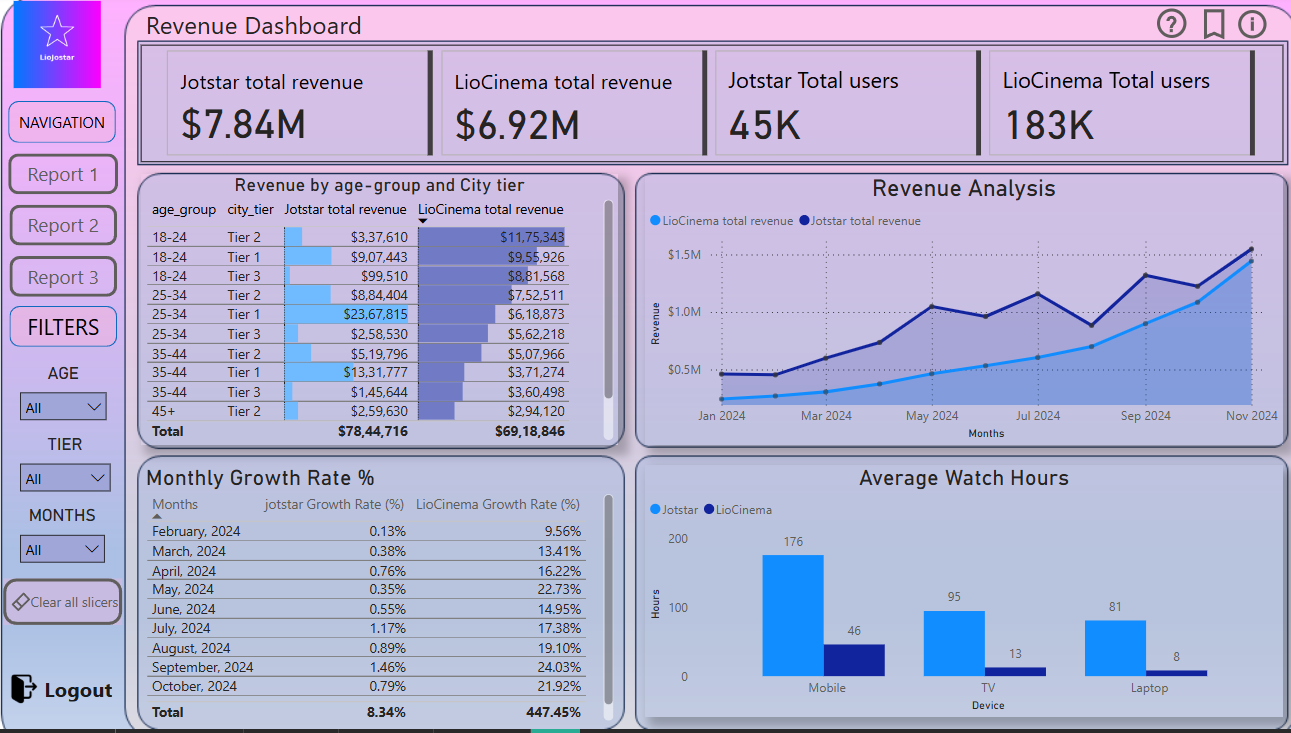 Revenue Dashboard
LioJostar
NAVIGATION
Report 1
Report 2
Report 3
FILTERS
AGE
All
TIER
All
MONTHS
All
Clear all slicers
Logout
Jotstar total revenue
$7.84M
LioCinema total revenue
$6.92M
Jotstar Total users
45K
LioCinema Total users
183K
Revenue by age-group and City tier
age_group city_tier Jotstar total revenue LioCinema total revenue
18-24 Tier 2 $3,37,610 $11,75,343
18-24 Tier 1 $9,07,443 $9,55,926
18-24 Tier 3 $99,510 $8,81,568
25-34 Tier 2 $8,84,404 $7,52,511
25-34 Tier 1 $23,67,815 $6,18,873
25-34 Tier 3 $2,58,530 $5,62,218
35-44 Tier 2 $5,19,796 $5,07,966
35-44 Tier 1 $13,31,777 $3,71,274
35-44 Tier 3 $1,45,644 $3,60,498
45+ Tier 2 $2,59,630 $2,94,120
Total $78,44,716 $69,18,846
Revenue Analysis
LioCinema total revenue Jotstar total revenue
Revenue
$1.5M
$1.0M
$0.5M
Jan 2024 Mar 2024 May 2024 Jul 2024 Sep 2024 Nov 2024
Months
Monthly Growth Rate %
Months jotstar Growth Rate (%) LioCinema Growth Rate (%)
February, 2024 0.13% 9.56%
March, 2024 0.38% 13.41%
April, 2024 0.76% 16.22%
May, 2024 0.35% 22.73%
June, 2024 0.55% 14.95%
July, 2024 1.17% 17.38%
August, 2024 0.89% 19.10%
September, 2024 1.46% 24.03%
October, 2024 0.79% 21.92%
Total 8.34% 447.45%
Average Watch Hours
Jotstar LioCinema
Hours
200
100
0
176
46
95
13
81
8
Mobile TV Laptop
Device